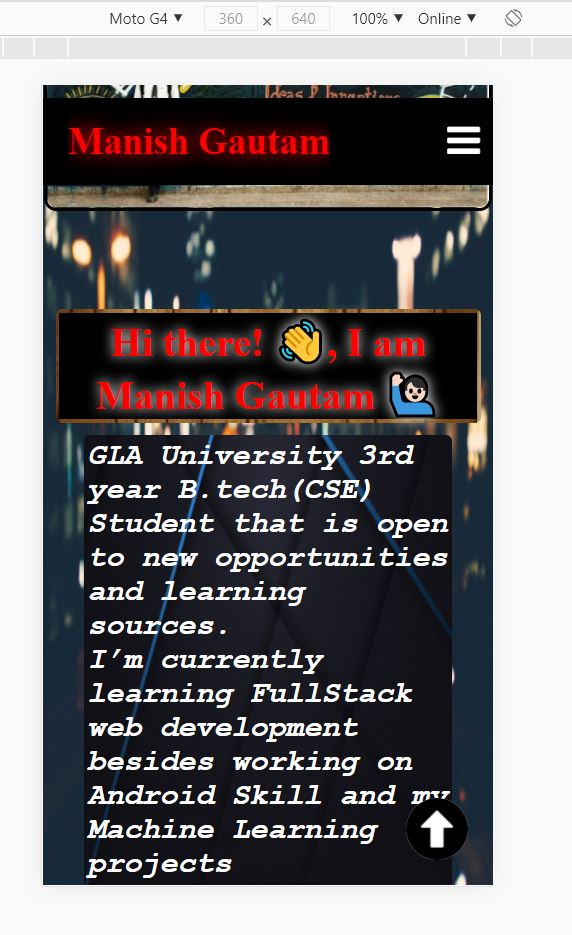 Moto G4 ▼ 360 × 640 100% ▼ Online ▼
Ideas & Inventions
Manish Gautam
Hi there! 👋, I am
Manish Gautam 🙋🏻‍♂️
GLA University 3rd
year B.tech(CSE)
Student that is open
to new opportunities
and learning
sources.
I’m currently
learning FullStack
web development
besides working on
Android Skill and my
Machine Learning
projects